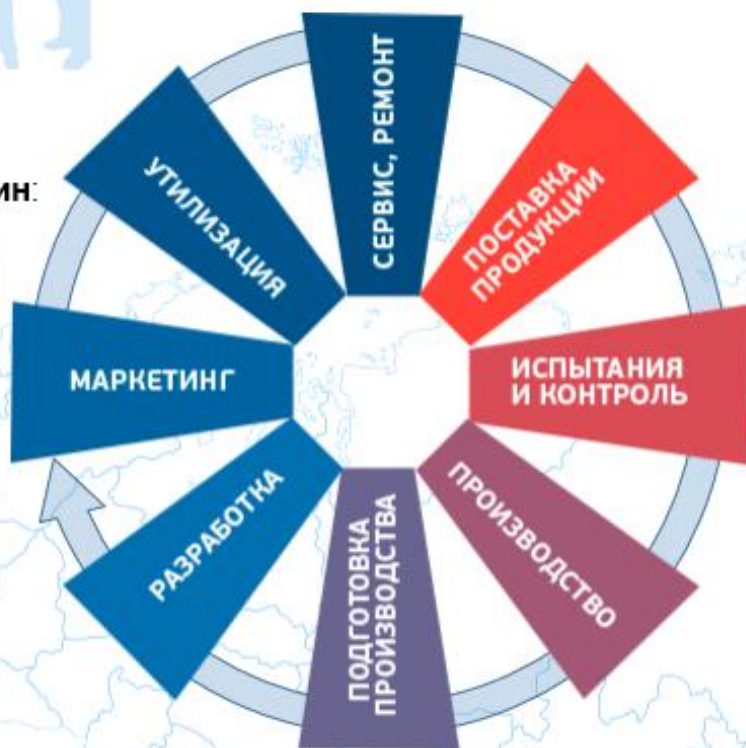 ин:
СЕРВИС, РЕМОНТ
ПОСТАВКА
ПРОДУКЦИИ
ИСПЫТАНИЯ
И КОНТРОЛЬ
ПРОИЗВОДСТВО
ПОДГОТОВКА
ПРОИЗВОДСТВА
РАЗРАБОТКА
МАРКЕТИНГ
УТИЛИЗАЦИЯ